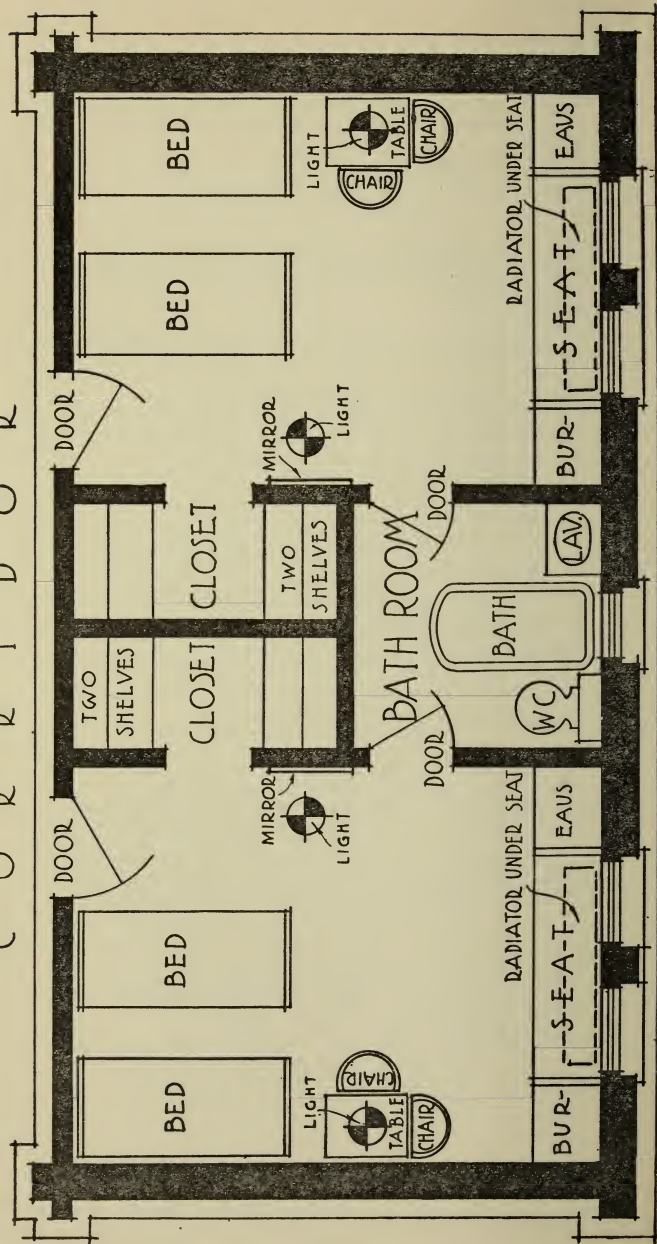 CORRIDOR
DOOR
DOOR
BED
BED
TWO
SHELVES
CLOSET
CLOSET
TWO
SHELVES
BED
BED
LIGHT
TABLE
CHAIR
CHAIR
MIRROR
LIGHT
MIRROR
LIGHT
LIGHT
TABLE
CHAIR
CHAIR
BATH ROOM
DOOR
DOOR
RADIATOR UNDER SEAT
BUR-
SEAT
EAUS
WC
BATH
LAV.
RADIATOR UNDER SEAT
BUR-
SEAT
EAUS